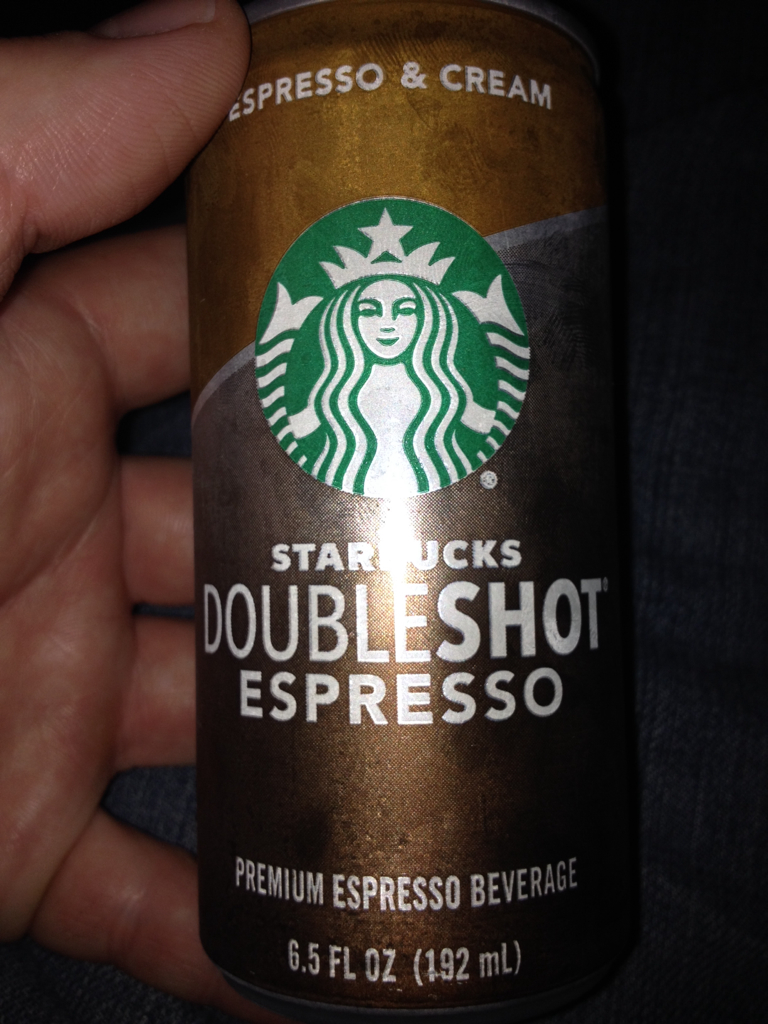 ESPRESSO & CREAM
STARBUCKS
DOUBLESHOT®
ESPRESSO
PREMIUM ESPRESSO BEVERAGE
6.5 FL OZ (192 mL)